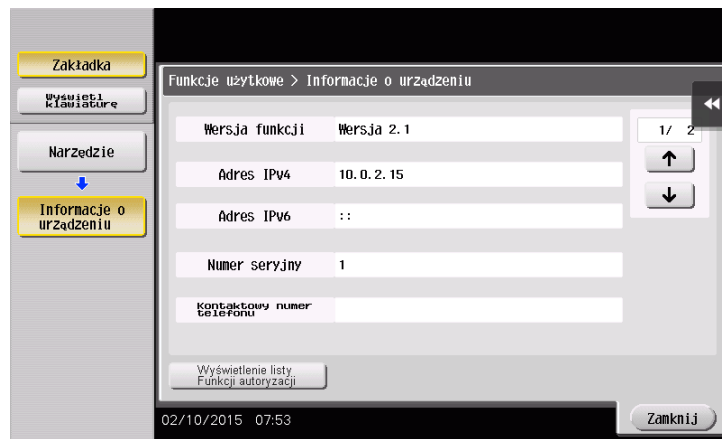 Zakładka
Wyświetl
klawiaturę
Narzędzie
Informacje o
urządzeniu
Funkcje użytkowe > Informacje o urządzeniu
Wersja funkcji Wersja 2.1
1/ 2
Adres IPv4 10.0.2.15
Adres IPv6 ::
Numer seryjny 1
Kontaktowy numer
telefonu
Wyświetlenie listy
Funkcji autoryzacji
02/10/2015 07:53
Zamknij